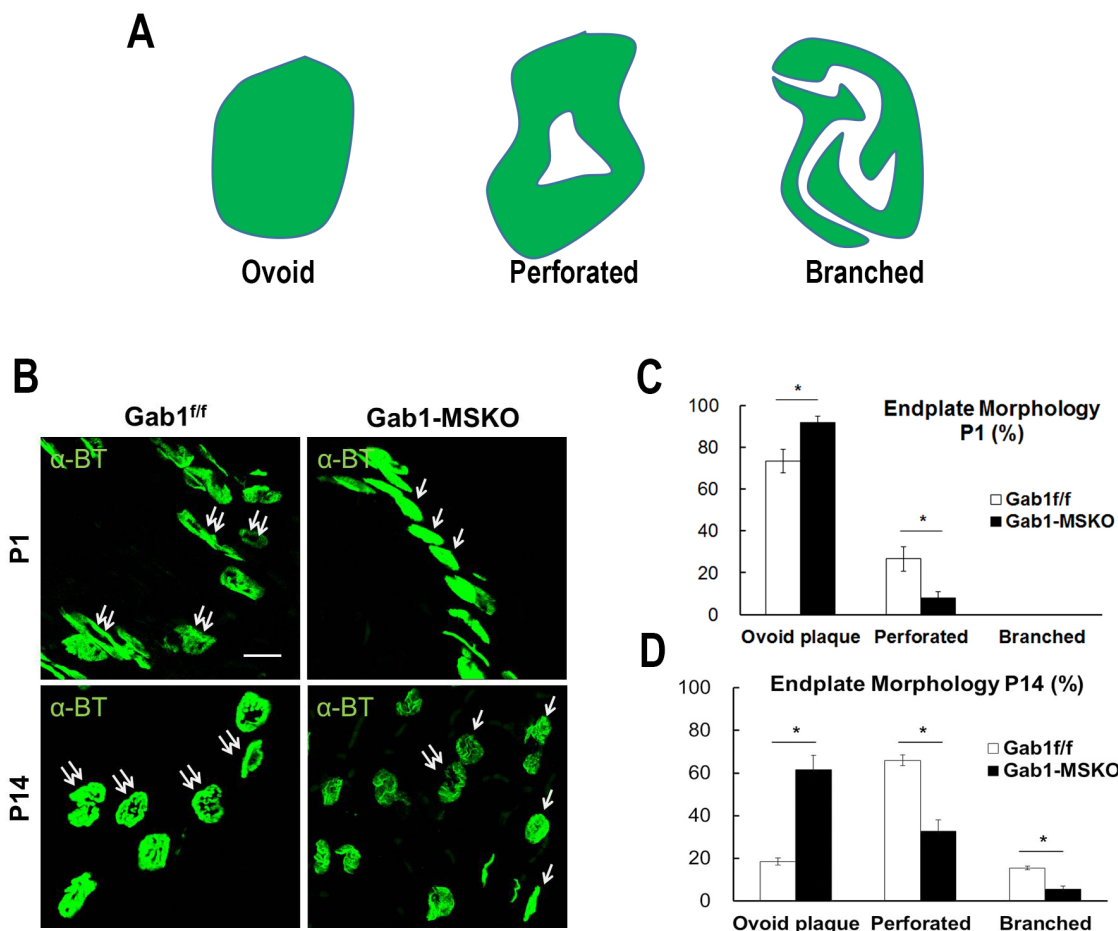 A
Ovoid
Perforated
Branched
B
Gab1f/f
Gab1-MSKO
P1
α-BT
α-BT
P14
α-BT
α-BT
C
100
80
60
40
20
0
Endplate Morphology
P1 (%)
Gab1f/f
Gab1-MSKO
*
*
Ovoid plaque
Perforated
Branched
D
100
80
60
40
20
0
Endplate Morphology P14 (%)
Gab1f/f
Gab1-MSKO
*
*
*
Ovoid plaque
Perforated
Branched